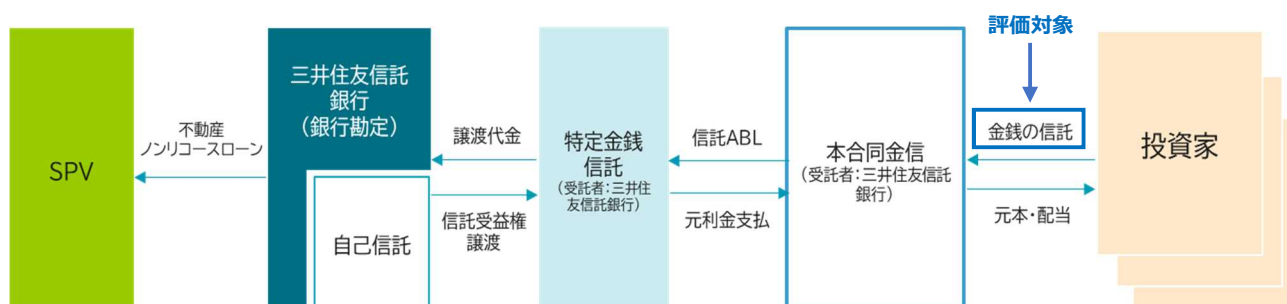 評価対象
SPV
不動産
ノンリコースローン
三井住友信託
銀行
(銀行勘定)
自己信託
譲渡代金
信託受益権
譲渡
特定金銭
信託
(受託者:三井住
友信託銀行)
信託ABL
元利金支払
本合同金信
(受託者:三井住友信託
銀行)
金銭の信託
元本・配当
投資家